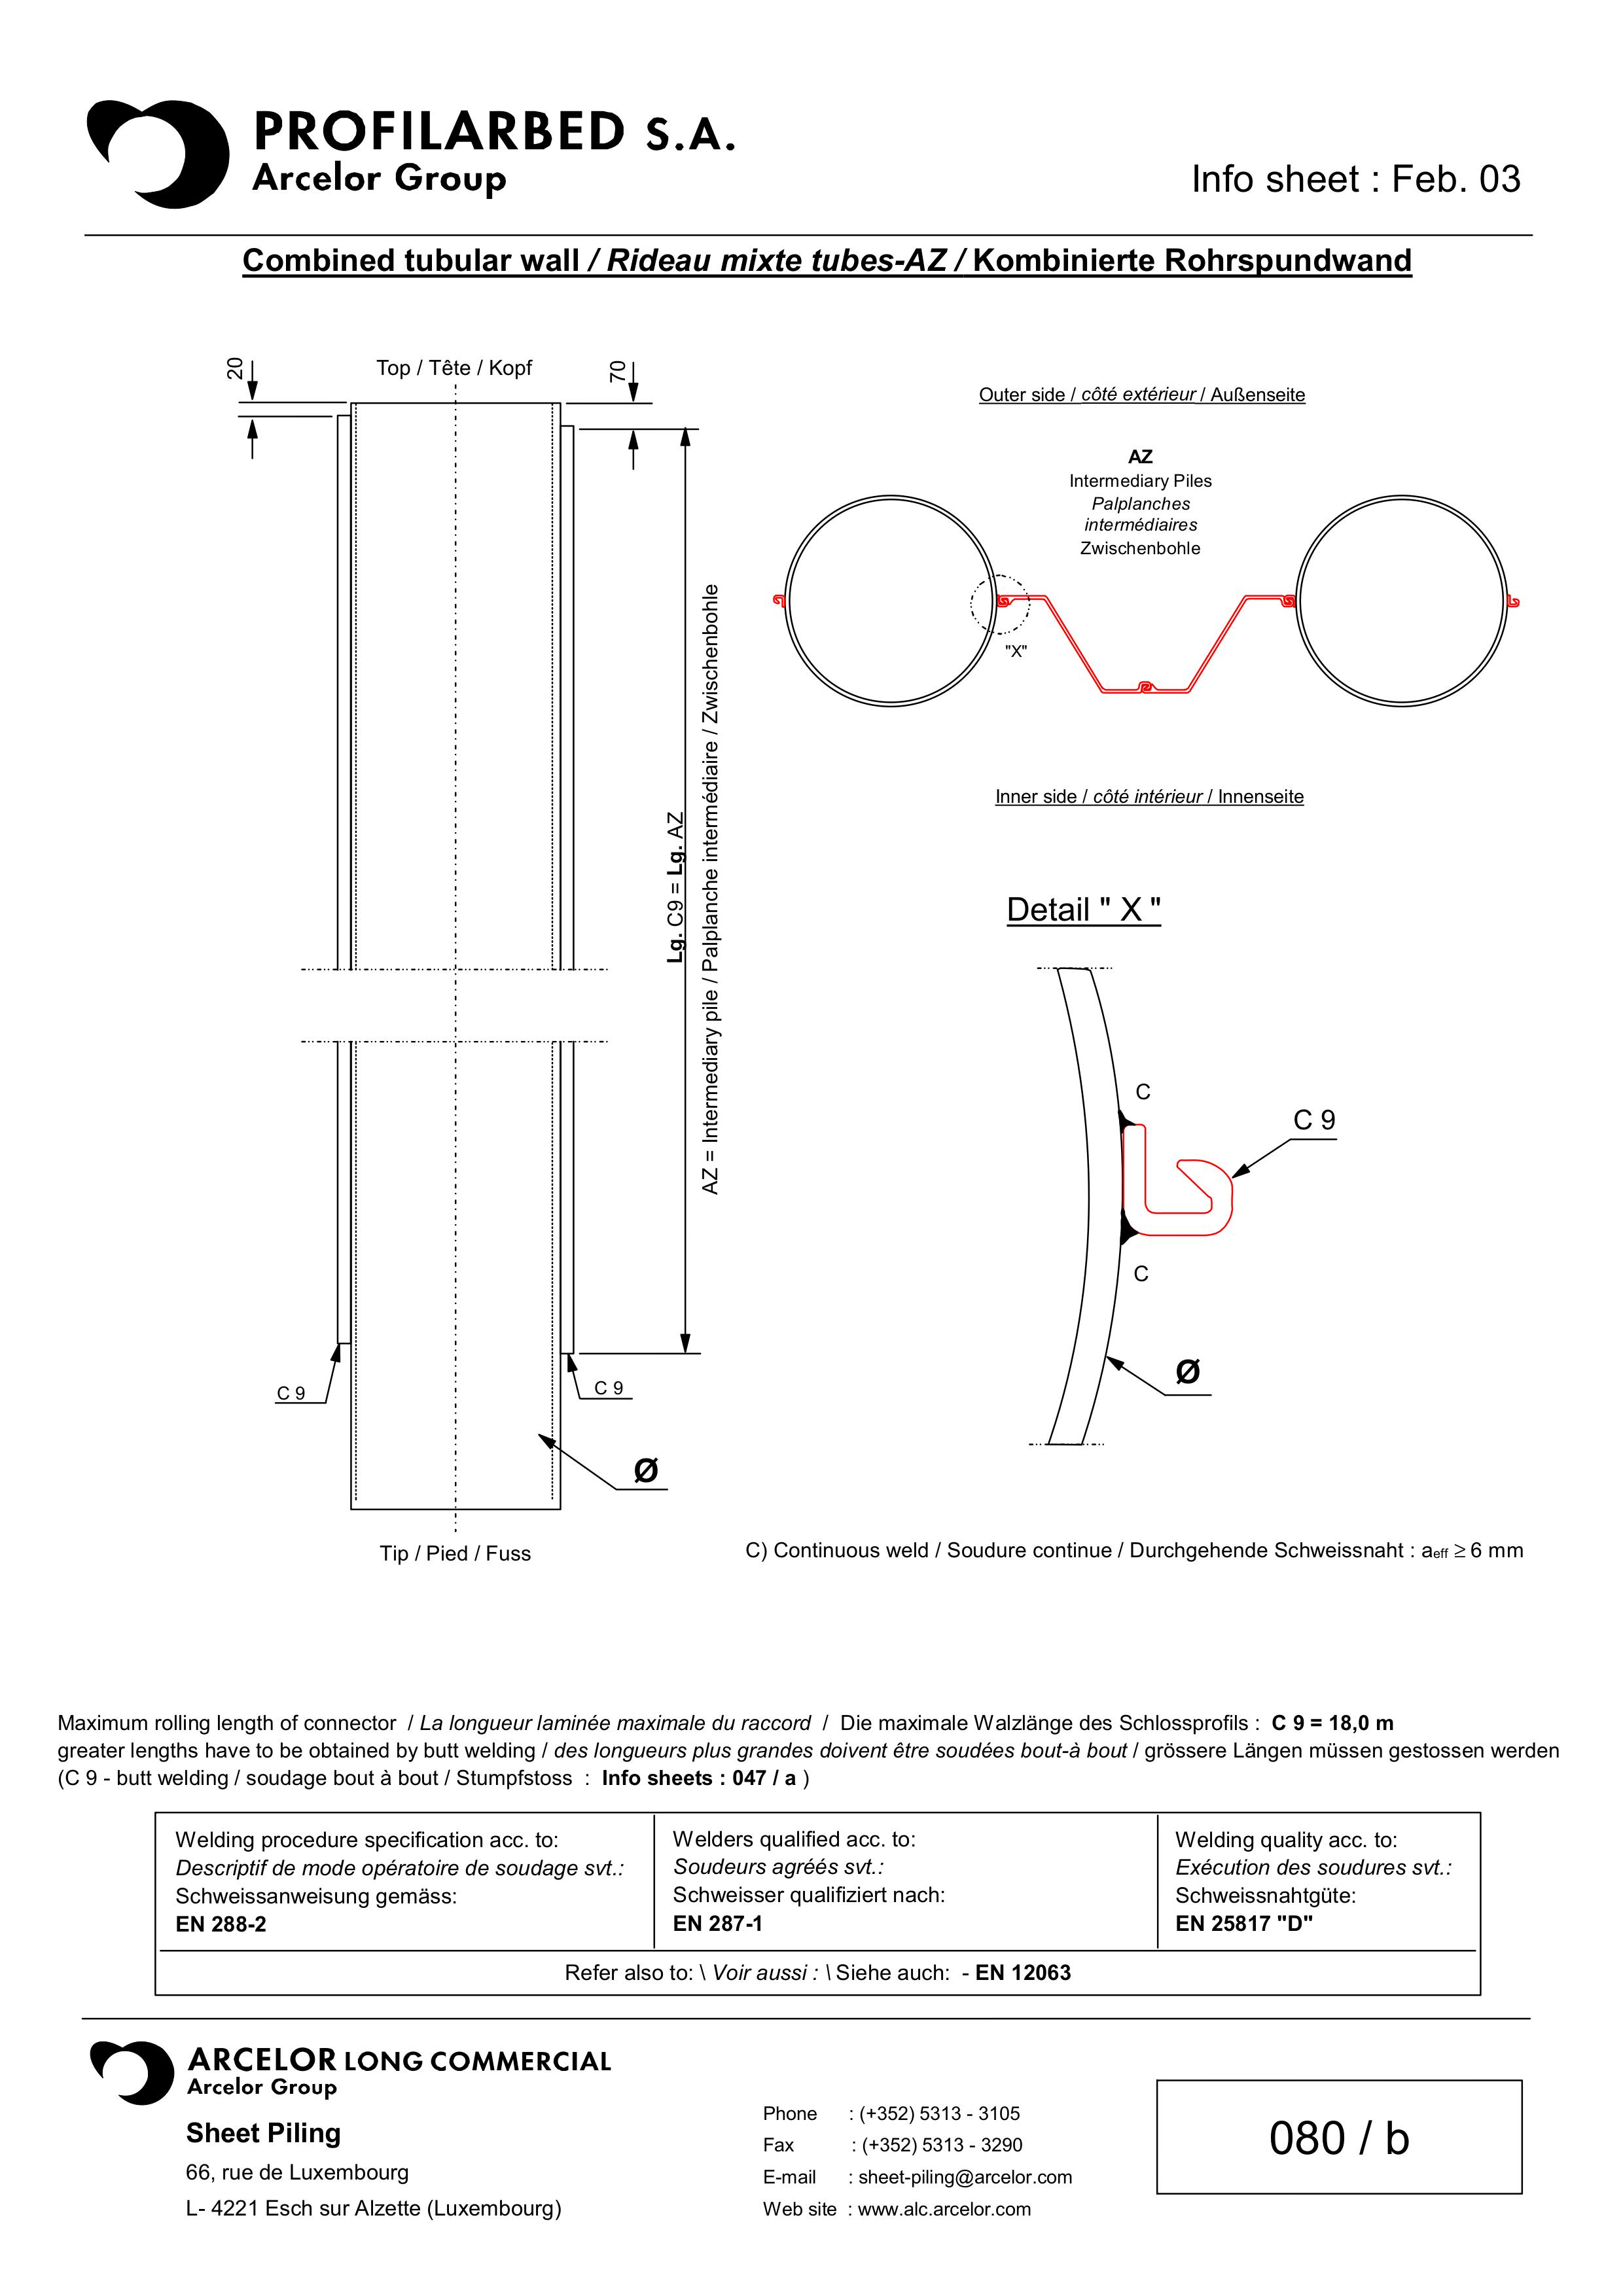 PROFILARBED S.A.
Arcelor Group
Info sheet : Feb. 03
Combined tubular wall / Rideau mixte tubes-AZ / Kombinierte Rohrspundwand
20
Top / Tête / Kopf
70
Lg. C9 = Lg. AZ
AZ = Intermediary pile / Palplanche intermédiaire / Zwischenbohle
C 9
C 9
Ø
Tip / Pied / Fuss
Outer side / côté extérieur / Außenseite
AZ
Intermediary Piles
Palplanches
intermédiaires
Zwischenbohle
"X"
Inner side / côté intérieur / Innenseite
Detail " X "
C
C 9
C
Ø
C) Continuous weld / Soudure continue / Durchgehende Schweissnaht : aeff ≥ 6 mm
Maximum rolling length of connector / La longueur laminée maximale du raccord / Die maximale Walzlänge des Schlossprofils : C 9 = 18,0 m
greater lengths have to be obtained by butt welding / des longueurs plus grandes doivent être soudées bout-à bout / grössere Längen müssen gestossen werden
(C 9 - butt welding / soudage bout à bout / Stumpfstoss : Info sheets : 047 / a )
Welding procedure specification acc. to:
Descriptif de mode opératoire de soudage svt.:
Schweissanweisung gemäss:
EN 288-2
Welders qualified acc. to:
Soudeurs agréés svt.:
Schweisser qualifiziert nach:
EN 287-1
Welding quality acc. to:
Exécution des soudures svt.:
Schweissnahtgüte:
EN 25817 "D"
Refer also to: \ Voir aussi : \ Siehe auch: - EN 12063
ARCELOR LONG COMMERCIAL
Arcelor Group
Sheet Piling
66, rue de Luxembourg
L- 4221 Esch sur Alzette (Luxembourg)
Phone : (+352) 5313 - 3105
Fax : (+352) 5313 - 3290
E-mail : sheet-piling@arcelor.com
Web site : www.alc.arcelor.com
080 / b